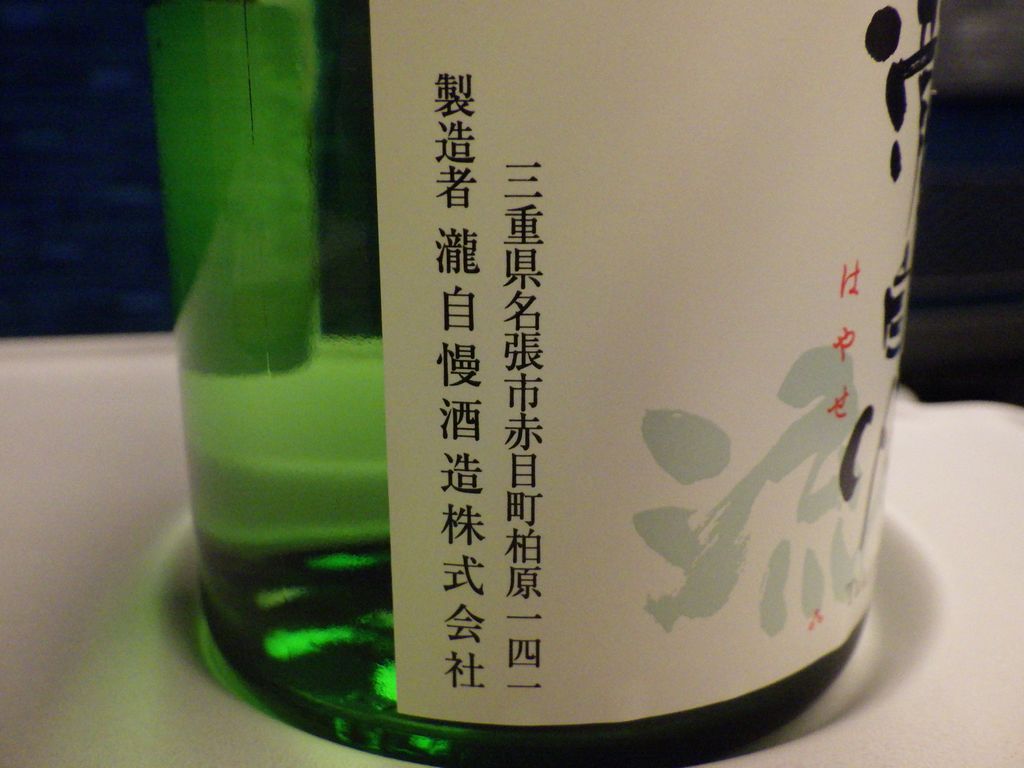 はやせ
流
三重県名張市赤目町柏原一四一
製造者 瀧自慢酒造株式会社